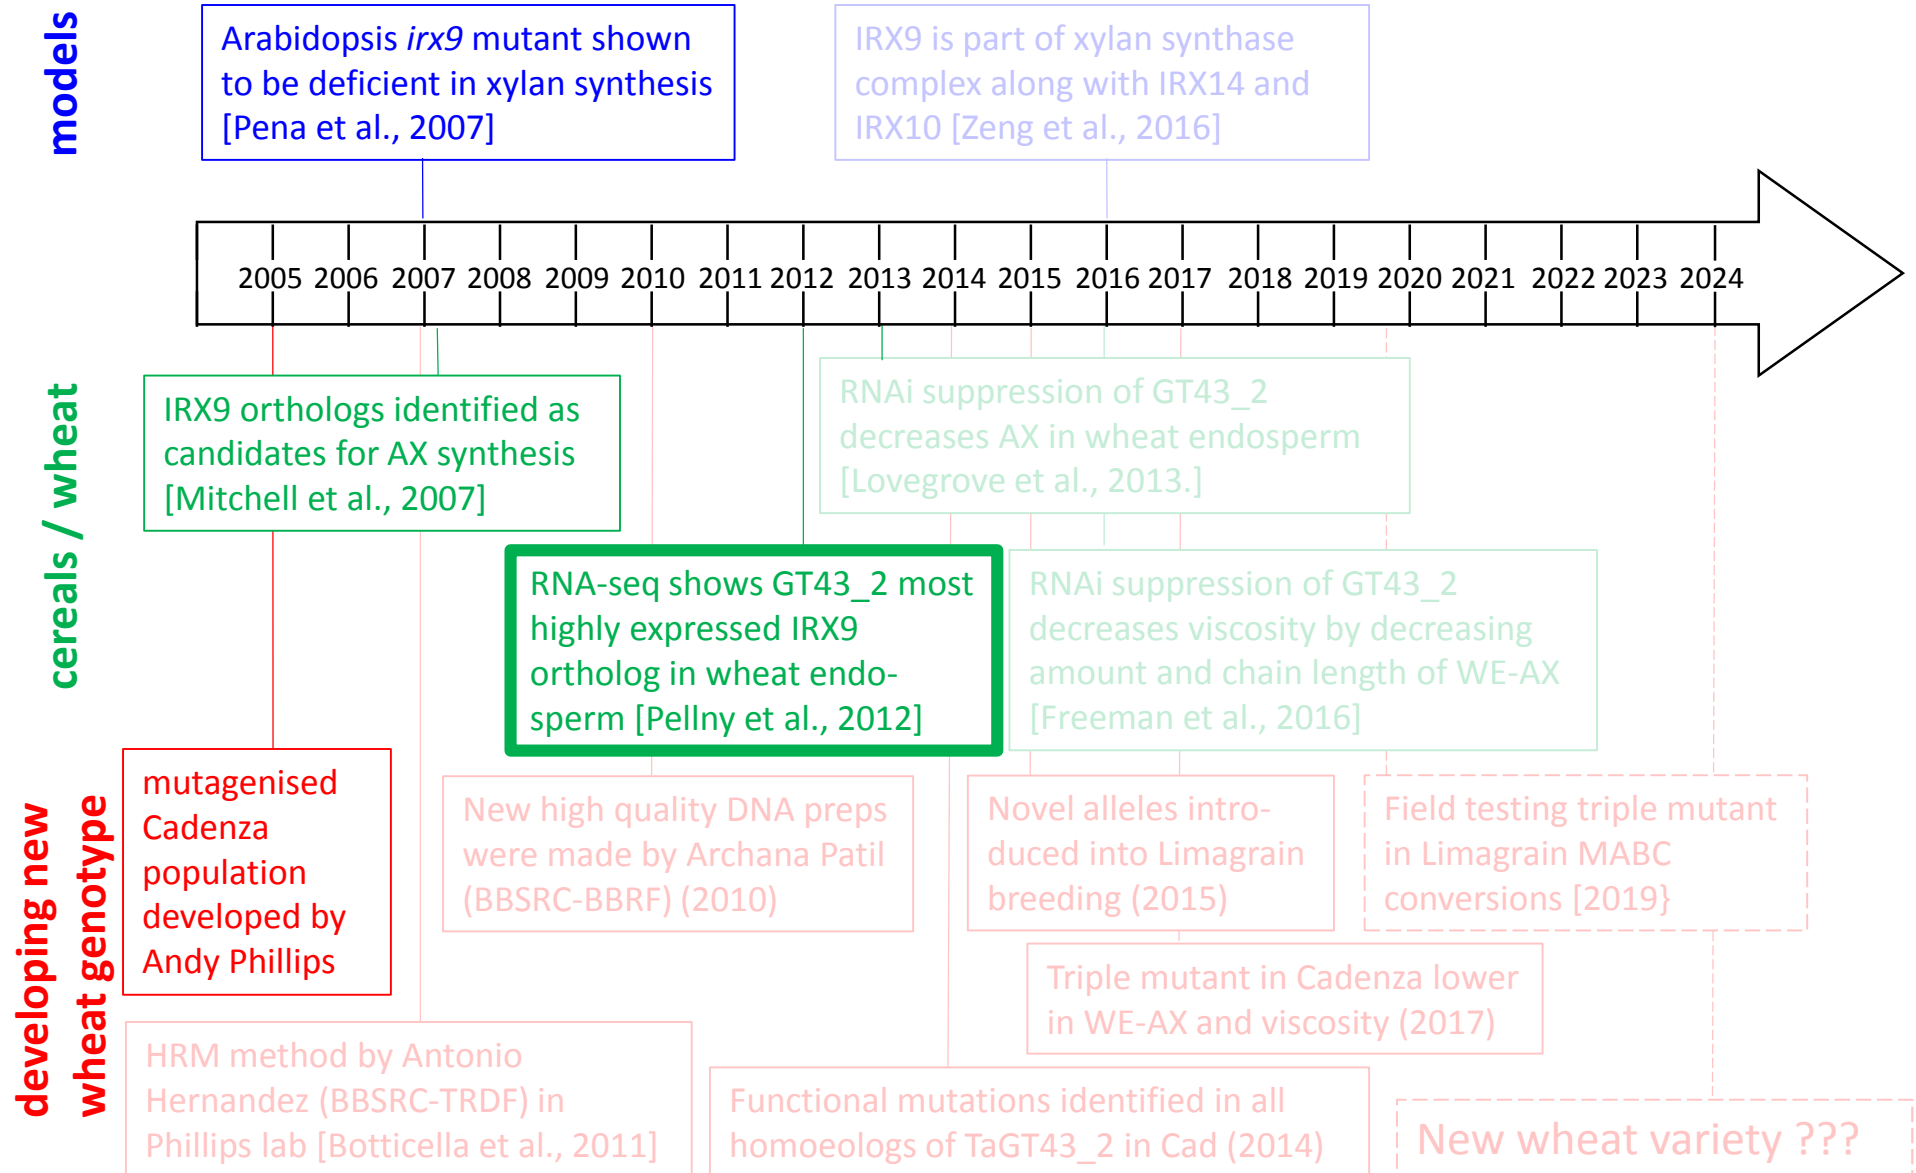 models
Arabidopsis irx9 mutant shown
to be deficient in xylan synthesis
[Pena et al., 2007]
IRX9 is part of xylan synthase
complex along with IRX14 and
IRX10 [Zeng et al., 2016]
2005 2006 2007 2008 2009 2010 2011 2012 2013 2014 2015 2016 2017 2018 2019 2020 2021 2022 2023 2024
cereals / wheat
IRX9 orthologs identified as
candidates for AX synthesis
[Mitchell et al., 2007]
RNAi suppression of GT43_2
decreases AX in wheat endosperm
[Lovegrove et al., 2013.]
RNA-seq shows GT43_2 most
highly expressed IRX9
ortholog in wheat endo-
sperm [Pellny et al., 2012]
RNAi suppression of GT43_2
decreases viscosity by decreasing
amount and chain length of WE-AX
[Freeman et al., 2016]
developing new
wheat genotype
mutagenised
Cadenza
population
developed by
Andy Phillips
New high quality DNA preps
were made by Archana Patil
(BBSRC-BBRF) (2010)
Novel alleles intro-
duced into Limagrain
breeding (2015)
Field testing triple mutant
in Limagrain MABC
conversions [2019}
Triple mutant in Cadenza lower
in WE-AX and viscosity (2017)
HRM method by Antonio
Hernandez (BBSRC-TRDF) in
Phillips lab [Botticella et al., 2011]
Functional mutations identified in all
homoeologs of TaGT43_2 in Cad (2014)
New wheat variety ???